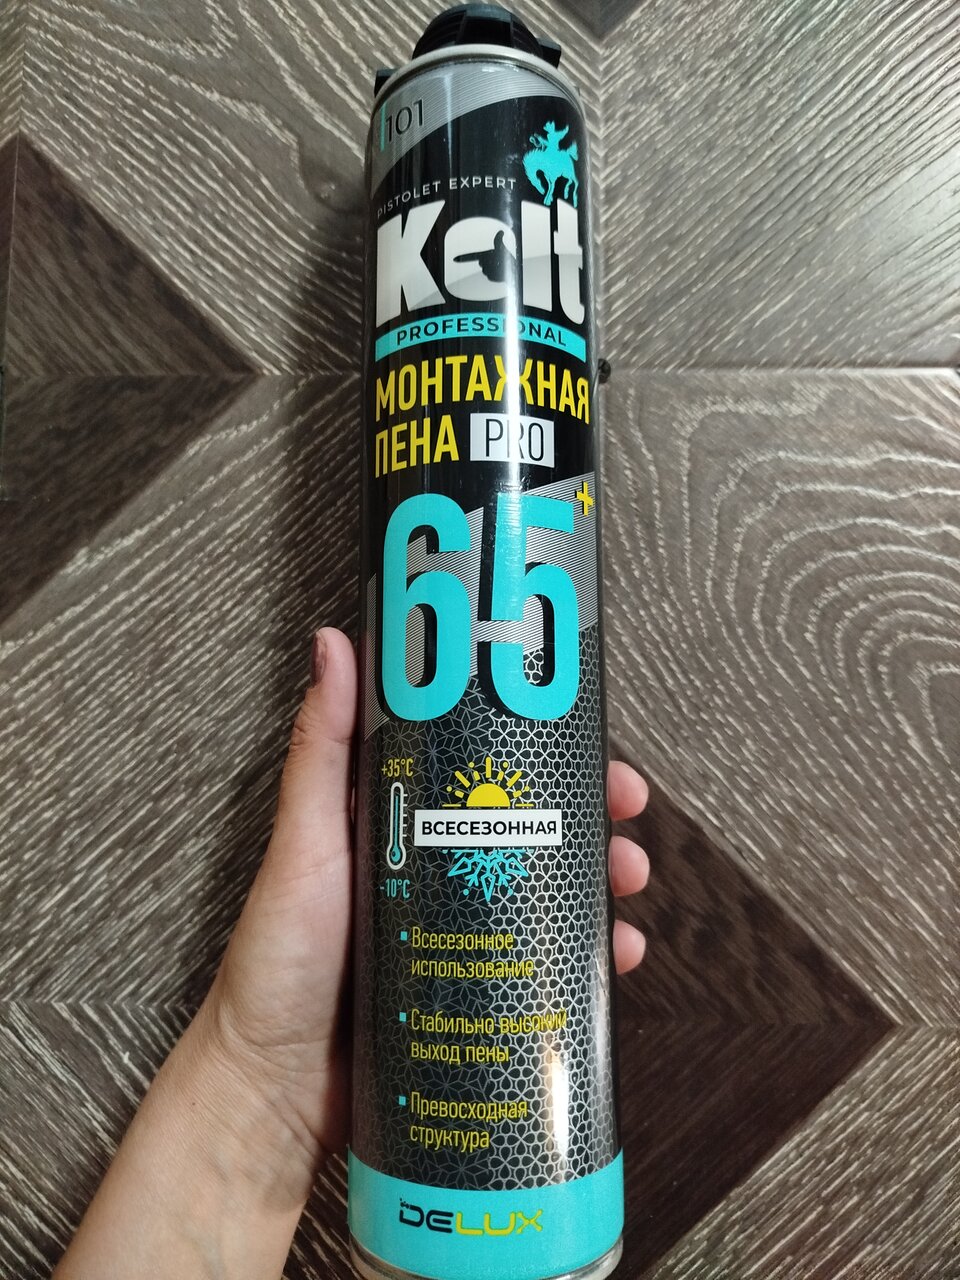 101
PISTOLET EXPERT
Kolt
PROFESSIONAL
МОНТАЖНАЯ
ПЕНА PRO
65+
+35°C
ВСЕСЕЗОННАЯ
-10°C
Всесезонное
использование
Стабильно высокий
выход пены
Превосходная
структура
DELUX